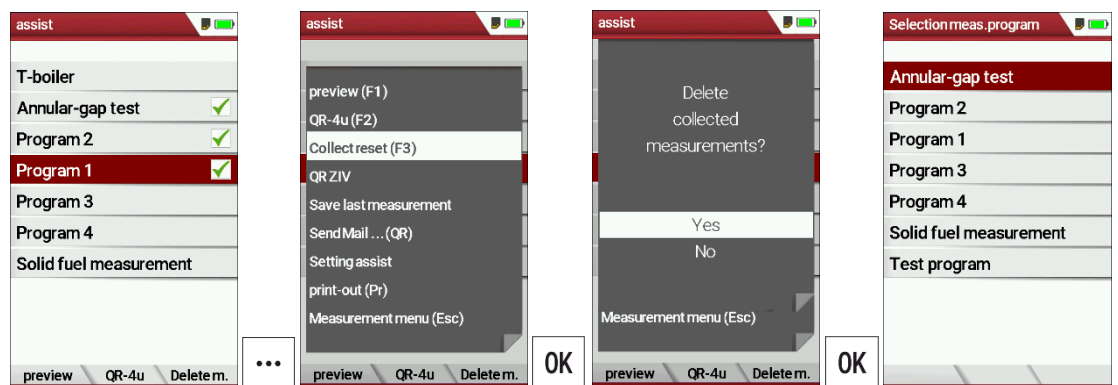 assist
T-boiler
Annular-gap test
Program 2
Program 1
Program 3
Program 4
Solid fuel measurement
preview QR-4u Delete m.
...
assist
preview (F1)
QR-4u (F2)
Collect reset (F3)
QR ZIV
Save last measurement
Send Mail ... (QR)
Setting assist
print-out (Pr)
Measurement menu (Esc)
preview QR-4u Delete m.
OK
assist
Delete
collected
measurements?
Yes
No
Measurement menu (Esc)
preview QR-4u Delete m.
OK
Selection meas.program
Annular-gap test
Program 2
Program 1
Program 3
Program 4
Solid fuel measurement
Test program